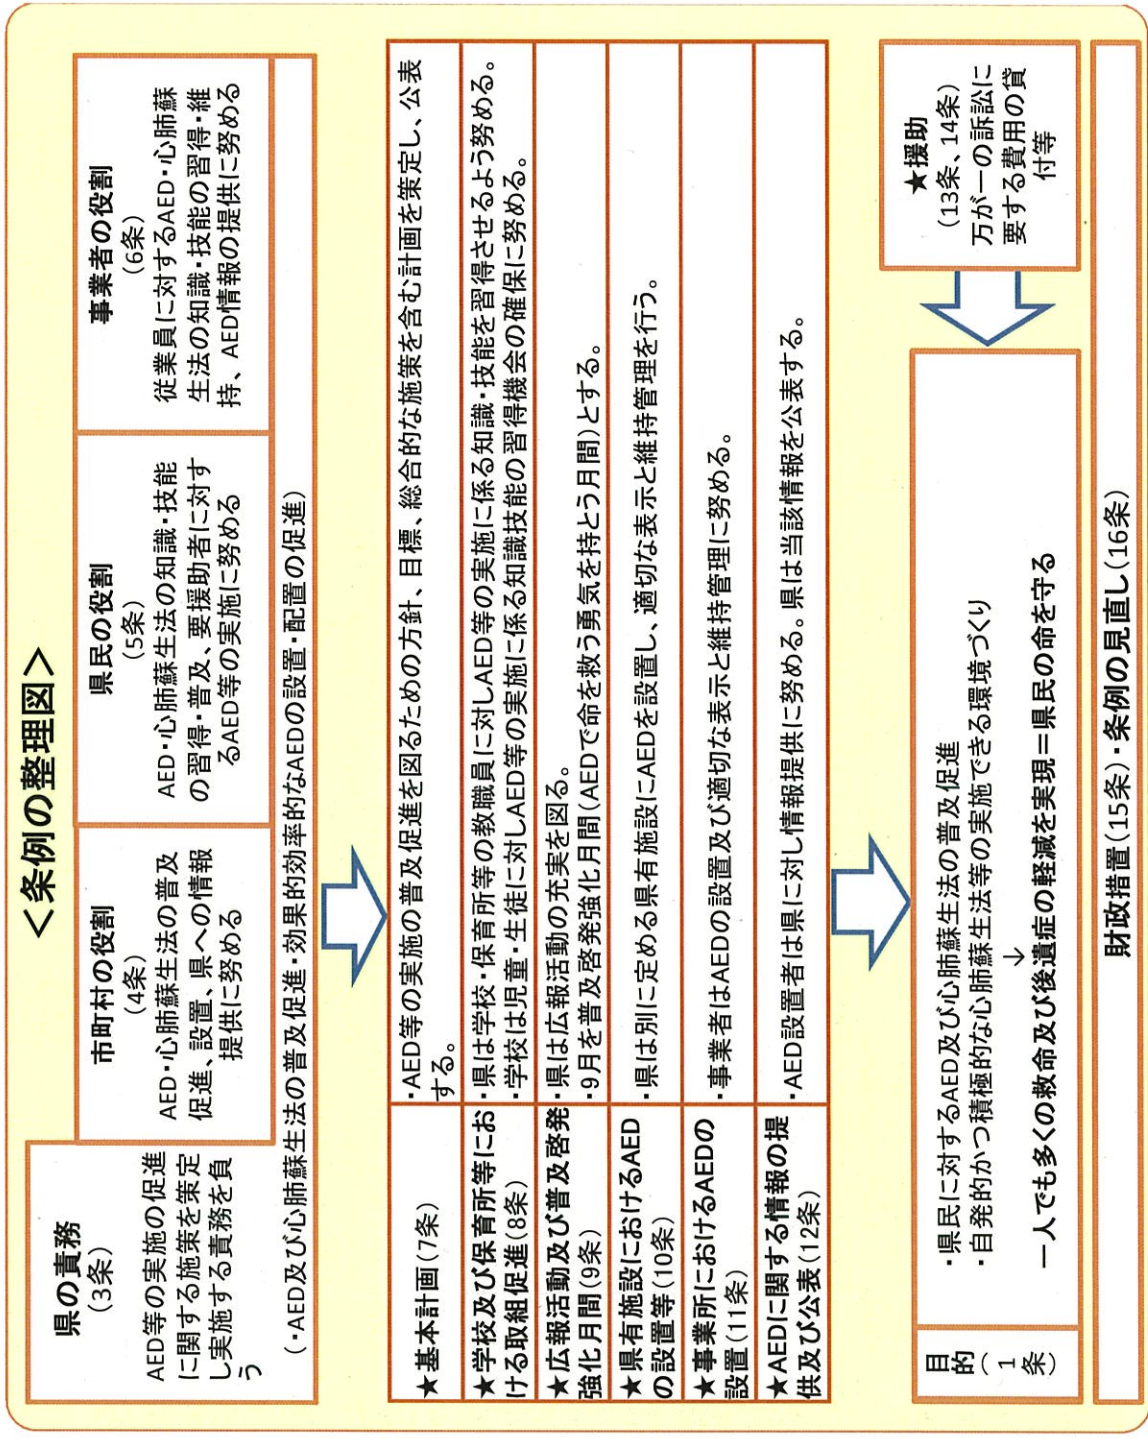 ＜条例の整理図＞
県の責務
（3条）
AED等の実施の促進
に関する施策を策定
し実施する責務を負
う
市町村の役割
（4条）
AED・心肺蘇生法の普及
促進、設置、県への情報
提供に努める
県民の役割
（5条）
AED・心肺蘇生法の知識・技能
の習得・普及、要援助者に対す
るAED等の実施に努める
事業者の役割
（6条）
従業員に対するAED・心肺蘇
生法の知識・技能の習得・維
持、AED情報の提供に努める
（・AED及び心肺蘇生法の普及促進・効果的効率的なAEDの設置・配置の促進）
★基本計画（7条）
・AED等の実施の普及促進を図るための方針、目標、総合的な施策を含む計画を策定し、公表
する。
★学校及び保育所等にお
ける取組促進（8条）
・県は学校・保育所等の教職員に対しAED等の実施に係る知識・技能を習得させるよう努める。
・学校は児童・生徒に対しAED等の実施に係る知識技能の習得機会の確保に努める。
★広報活動及び普及啓発
強化月間（9条）
・県は広報活動の充実を図る。
・9月を普及啓発強化月間（AEDで命を救う勇気を持とう月間）とする。
★県有施設におけるAED
の設置等（10条）
・県は別に定める県有施設にAEDを設置し、適切な表示と維持管理を行う。
★事業所におけるAEDの
設置（11条）
・事業者はAEDの設置及び適切な表示と維持管理に努める。
★AEDに関する情報の提
供及び公表（12条）
・AED設置者は県に対し情報提供に努める。県は当該情報を公表する。
目的（1条）
・県民に対するAED及び心肺蘇生法の普及促進
・自発的かつ積極的な心肺蘇生法等の実施できる環境づくり
↓
一人でも多くの救命及び後遺症の軽減を実現＝県民の命を守る
★援助
（13条、14条）
万が一の訴訟に
要する費用の貸
付等
財政措置（15条）・条例の見直し（16条）